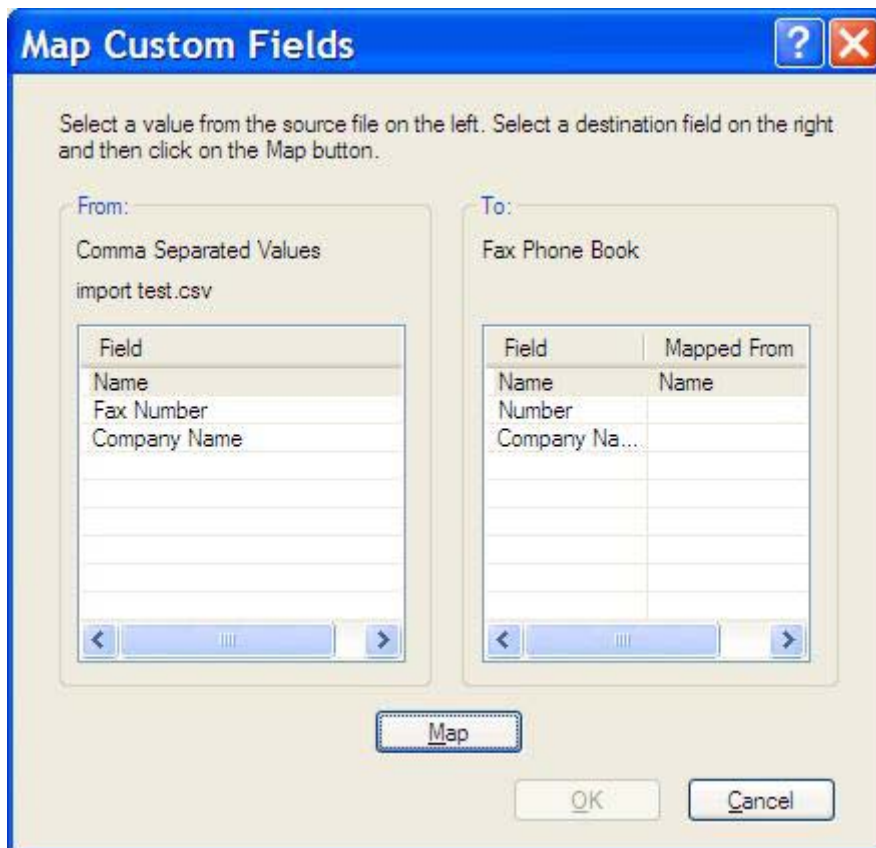 Map Custom Fields
Select a value from the source file on the left. Select a destination field on the right
and then click on the Map button.
From:
Comma Separated Values
import test.csv
Field
Name
Fax Number
Company Name
To:
Fax Phone Book
Field Mapped From
Name Name
Number
Company Na...
Map
OK Cancel